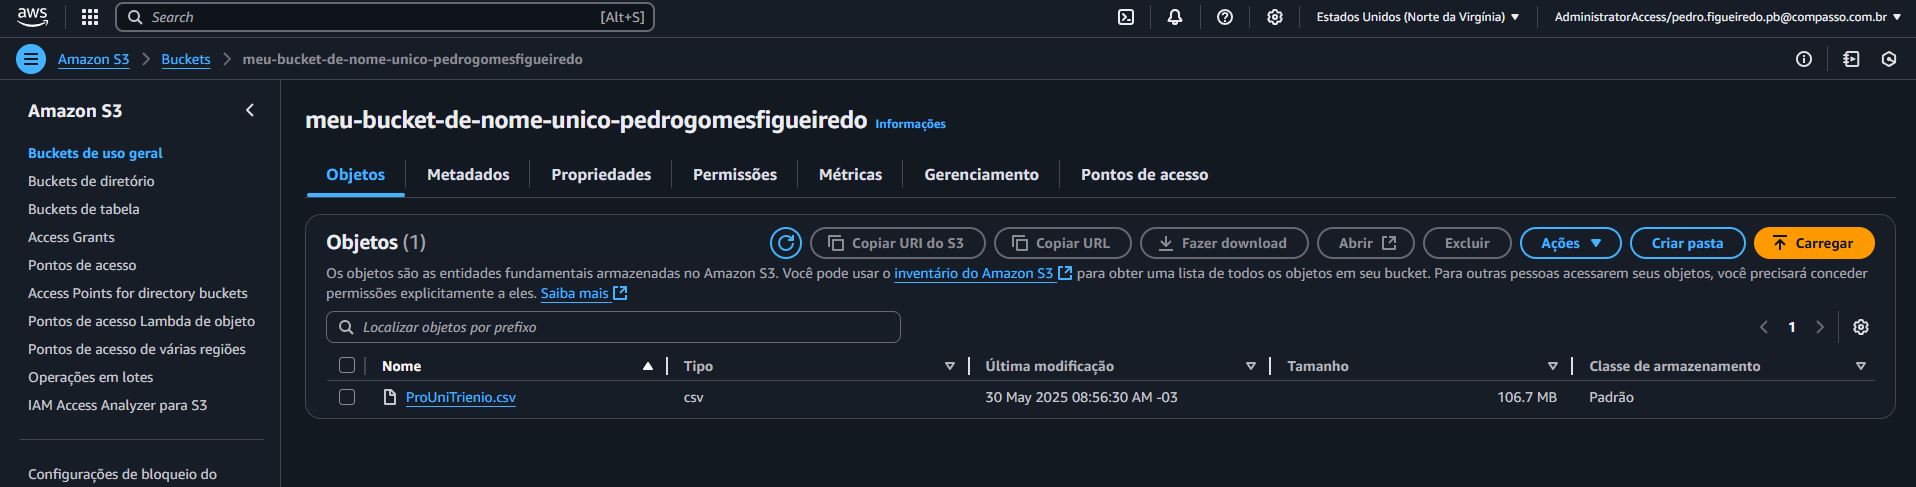 aws Search [Alt+S] Estados Unidos (Norte da Virgínia) AdministratorAccess/pedro.figueiredo.pb@compasso.com.br
Amazon S3 Buckets meu-bucket-de-nome-unico-pedrogomesfigueiredo
Amazon S3
Buckets de uso geral
Buckets de diretório
Buckets de tabela
Access Grants
Pontos de acesso
Access Points for directory buckets
Pontos de acesso Lambda de objeto
Pontos de acesso de várias regiões
Operações em lotes
IAM Access Analyzer para S3
Configurações de bloqueio do
meu-bucket-de-nome-unico-pedrogomesfigueiredo Informações
Objetos Metadados Propriedades Permissões Métricas Gerenciamento Pontos de acesso
Objetos (1) Copiar URI do S3 Copiar URL Fazer download Abrir Excluir Ações Criar pasta Carregar
Os objetos são as entidades fundamentais armazenadas no Amazon S3. Você pode usar o inventário do Amazon S3 para obter uma lista de todos os objetos em seu bucket. Para outras pessoas acessarem seus objetos, você precisará conceder
permissões explicitamente a eles. Saiba mais
Localizar objetos por prefixo 1
Nome Tipo Última modificação Tamanho Classe de armazenamento
ProUniTrienio.csv csv 30 May 2025 08:56:30 AM -03 106.7 MB Padrão